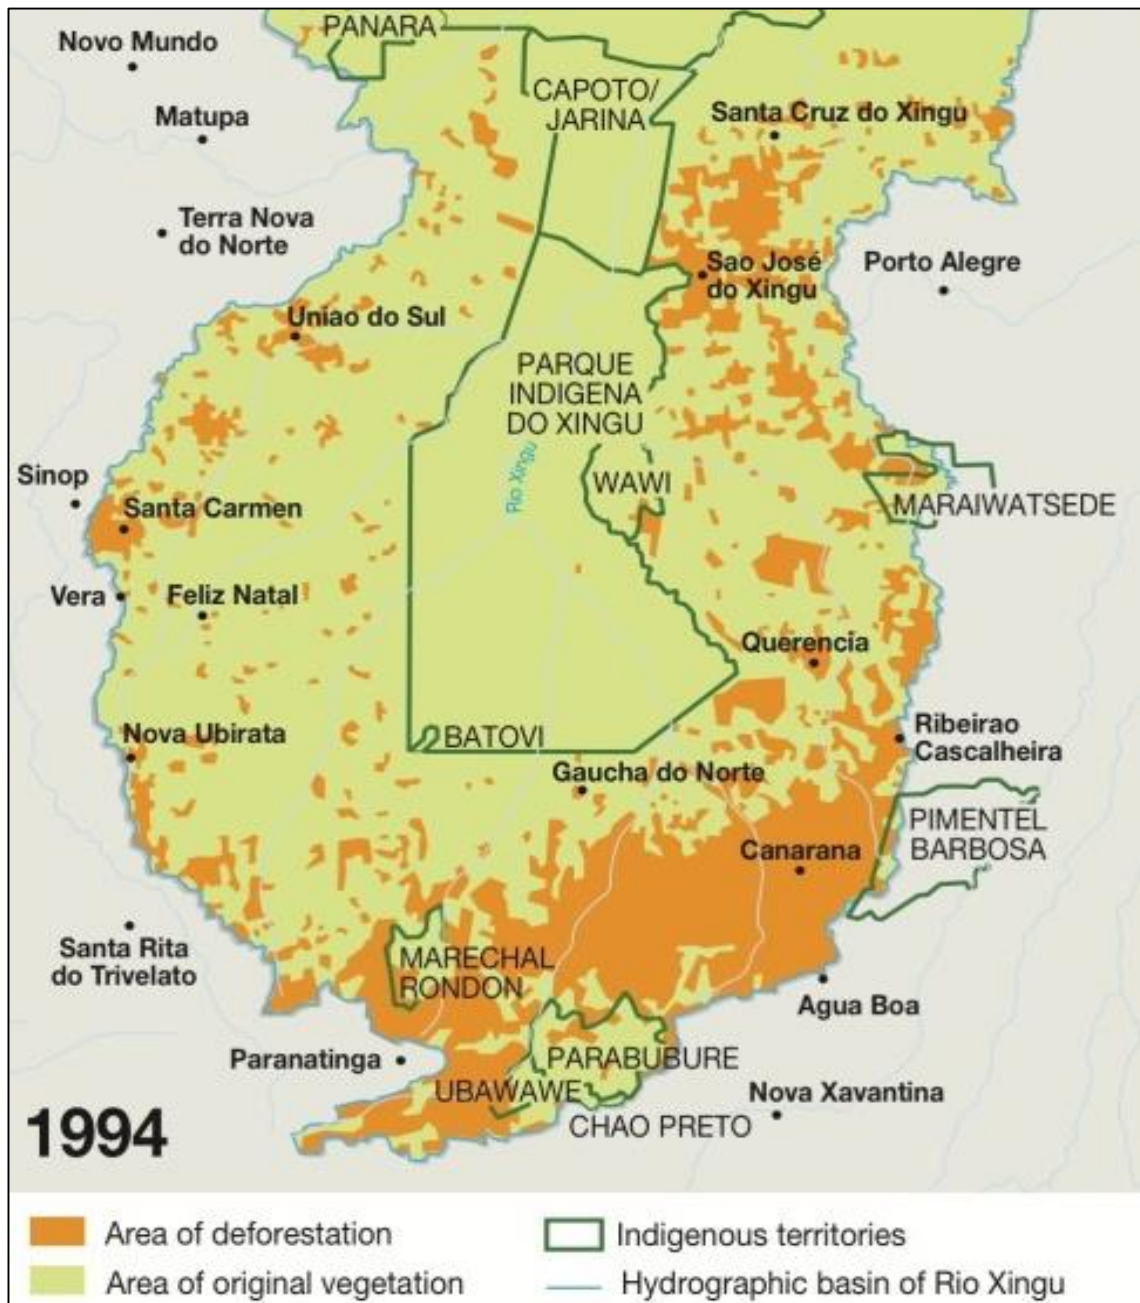 PANARA
Novo Mundo
Matupa
CAPOTO/
JARINA
Santa Cruz do Xingu
Terra Nova
do Norte
Sao José
do Xingu
Porto Alegre
Uniao do Sul
PARQUE
INDIGENA
DO XINGU
Rio Xingu
Sinop
WAWI
MARAIWATSEDE
Santa Carmen
Vera
Feliz Natal
Querencia
Nova Ubirata
BATOVI
Ribeirao
Cascalheira
Gaucha do Norte
PIMENTEL
BARBOSA
Canarana
Santa Rita
do Trivelato
MARECHAL
RONDON
Agua Boa
Paranatinga
PARABUBURE
UBAWAWE
Nova Xavantina
CHAO PRETO
1994
Area of deforestation
Indigenous territories
Area of original vegetation
Hydrographic basin of Rio Xingu